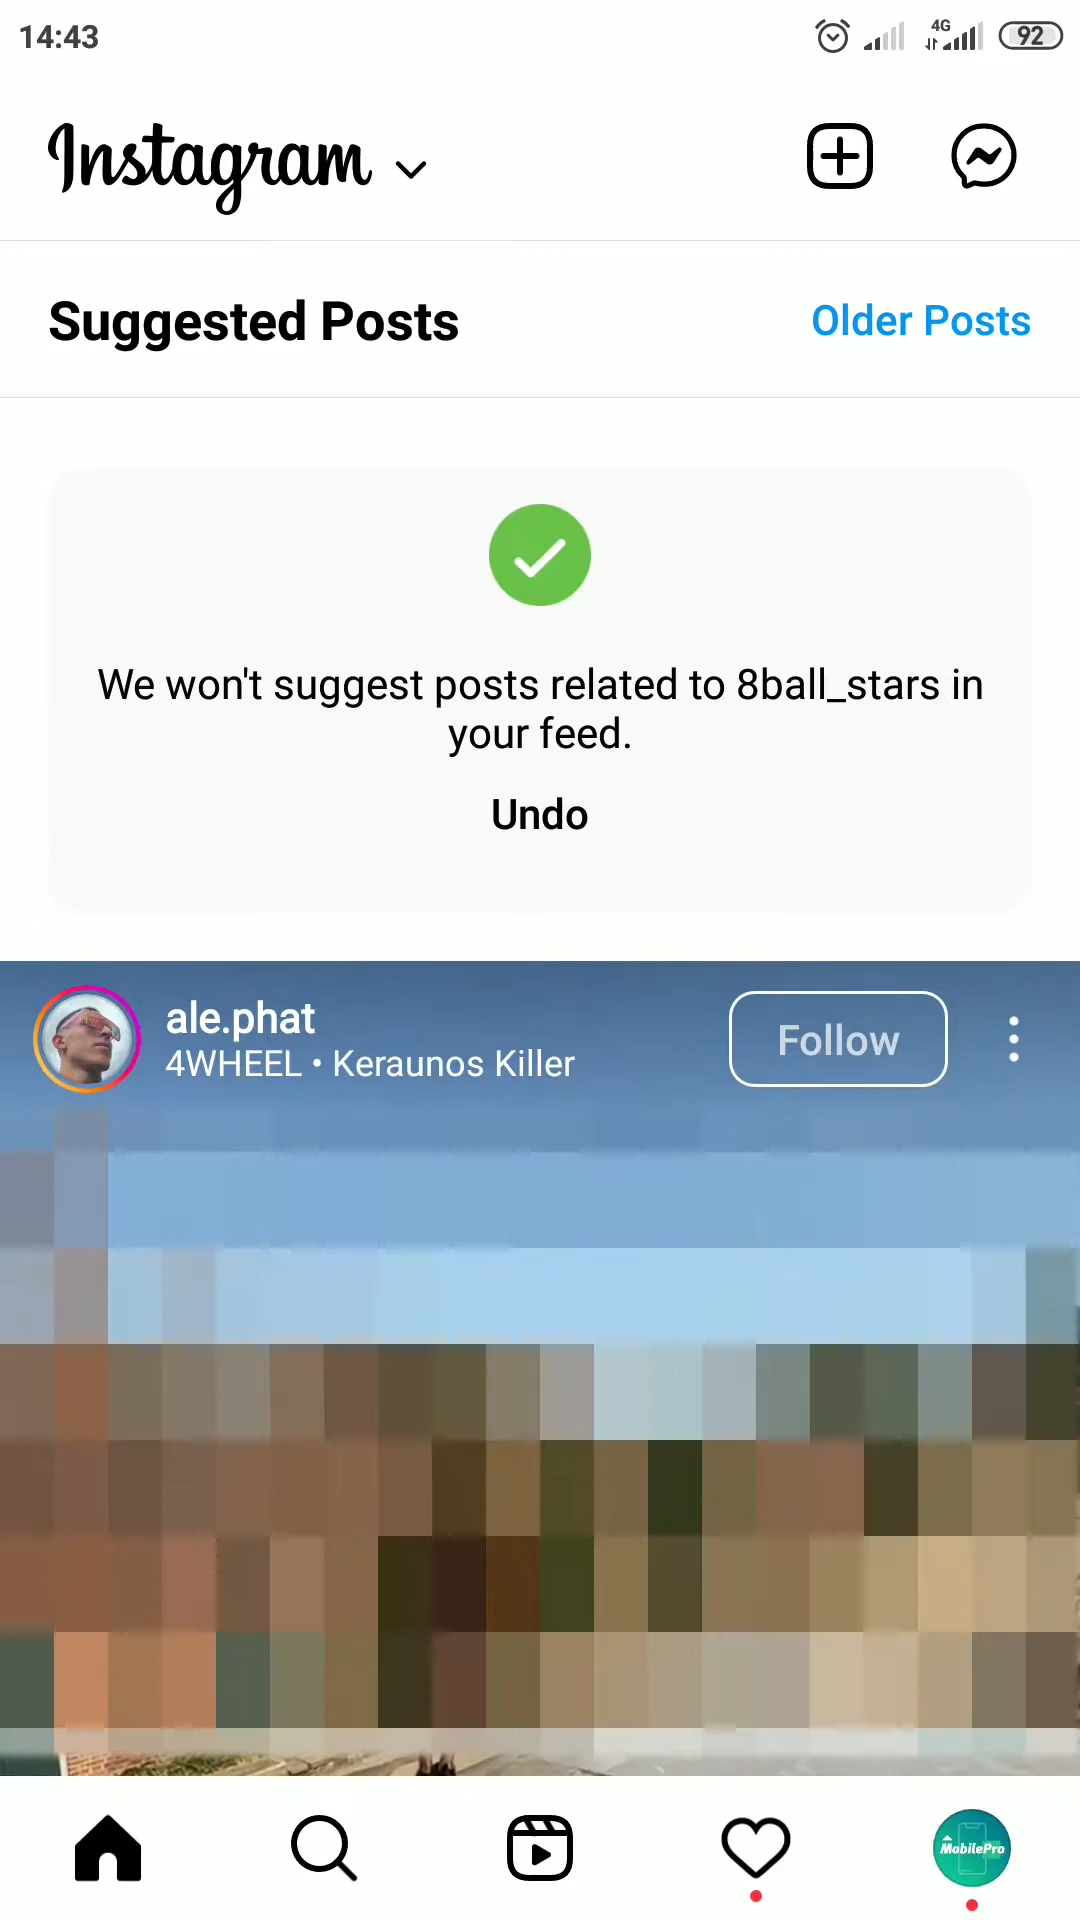 14:43
4G
92
Instagram
Suggested Posts
Older Posts
We won't suggest posts related to 8ball_stars in
your feed.
Undo
ale.phat
Follow
4WHEEL • Keraunos Killer
MobilePro